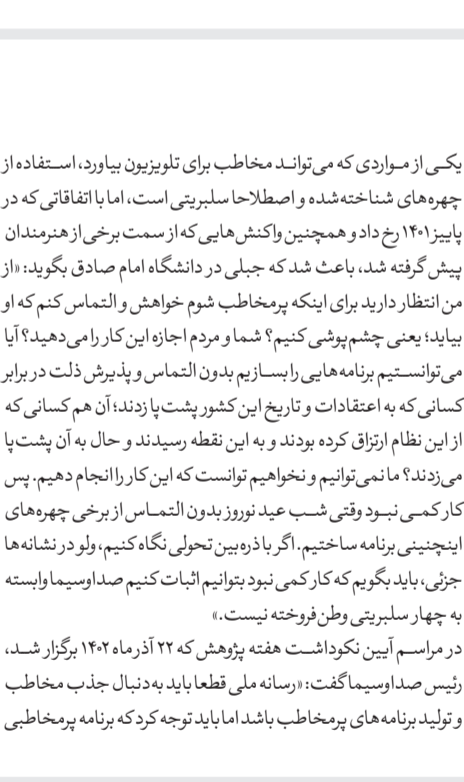 یکی از مواردی که می‌تواند مخاطب برای تلویزیون بیاورد، استفاده از
چهره‌های شناخته‌شده و اصطلاحا سلبریتی است، اما با اتفاقاتی که در
پاییز ۱۴۰۱ رخ داد و همچنین واکنش‌هایی که از سمت برخی از هنرمندان
پیش گرفته شد، باعث شد که جبلی در دانشگاه امام صادق بگوید: «از
من انتظار دارید برای اینکه پرمخاطب شوم خواهش و التماس کنم که او
بیاید؛ یعنی چشم‌پوشی کنیم؟ شما و مردم اجازه این کار را می‌دهید؟ آیا
می‌توانستیم برنامه‌هایی را بسازیم بدون التماس و پذیرش ذلت در برابر
کسانی که به اعتقادات و تاریخ این کشور پشت‌پا زدند؛ آن هم کسانی که
از این نظام ارتزاق کرده بودند و به این نقطه رسیدند و حال به آن پشت‌پا
می‌زدند؟ ما نمی‌توانیم و نخواهیم توانست که این کار را انجام دهیم. پس
کار کمی نبود وقتی شب عید نوروز بدون التماس از برخی چهره‌های
اینچنینی برنامه ساختیم. اگر با ذره‌بین تحولی نگاه کنیم، ولو در نشانه‌ها
جزئی، باید بگویم که کار کمی نبود بتوانیم اثبات کنیم صداوسیما وابسته
به چهار سلبریتی وطن‌فروخته نیست.»
در مراسم آیین نکوداشت هفته پژوهش که ۲۲ آذر ماه ۱۴۰۲ برگزار شد،
رئیس صداوسیما گفت: «رسانه ملی قطعا باید به‌دنبال جذب مخاطب
و تولید برنامه‌های پرمخاطب باشد اما باید توجه کرد که برنامه پرمخاطبی